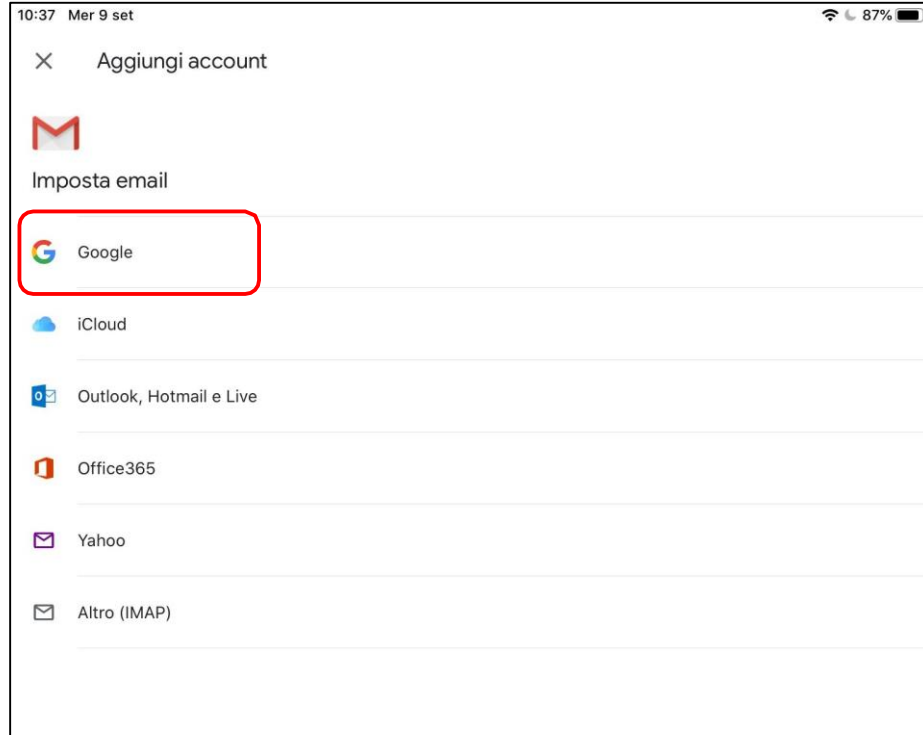 10:37 Mer 9 set 87%
Aggiungi account
Imposta email
Google
iCloud
Outlook, Hotmail e Live
Office365
Yahoo
Altro (IMAP)